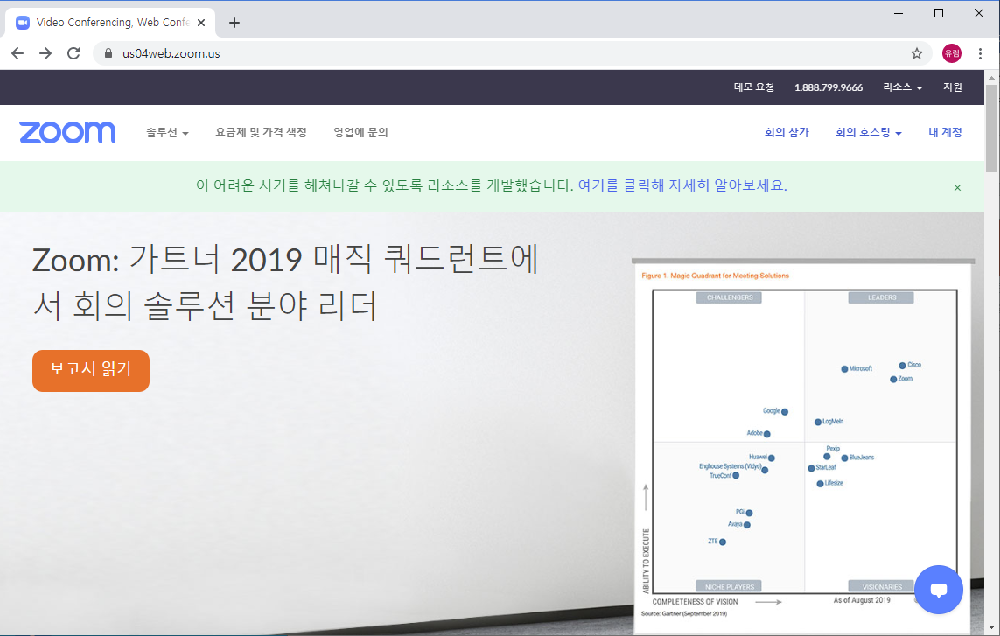 Video Conferencing, Web Confe
us04web.zoom.us
유림
데모 요청 1.888.799.9666 리소스 지원
zoom 솔루션 요금제 및 가격 책정 영업에 문의 회의 참가 회의 호스팅 내 계정
이 어려운 시기를 헤쳐나갈 수 있도록 리소스를 개발했습니다. 여기를 클릭해 자세히 알아보세요. ×
Zoom: 가트너 2019 매직 쿼드런트에
서 회의 솔루션 분야 리더
보고서 읽기
Figure 1. Magic Quadrant for Meeting Solutions
CHALLENGERS LEADERS
Cisco
Microsoft
Zoom
Google
LogMeIn
Adobe
Pexip
Huawei
BlueJeans
Enghouse Systems (Vidyo)
StarLeaf
TrueConf
Lifesize
PGi
Avaya
ZTE
ABILITY TO EXECUTE
NICHE PLAYERS VISIONARIES
COMPLETENESS OF VISION As of August 2019
Source: Gartner (September 2019)